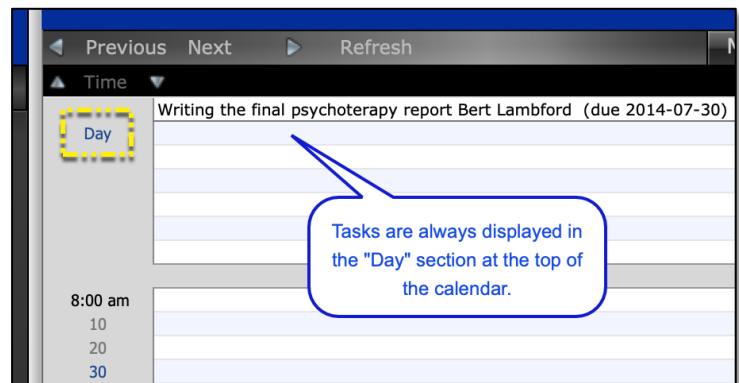 Previous Next Refresh
Time
Writing the final psychoterapy report Bert Lambford (due 2014-07-30)
Day
Tasks are always displayed in
the "Day" section at the top of
the calendar.
8:00 am
10
20
30